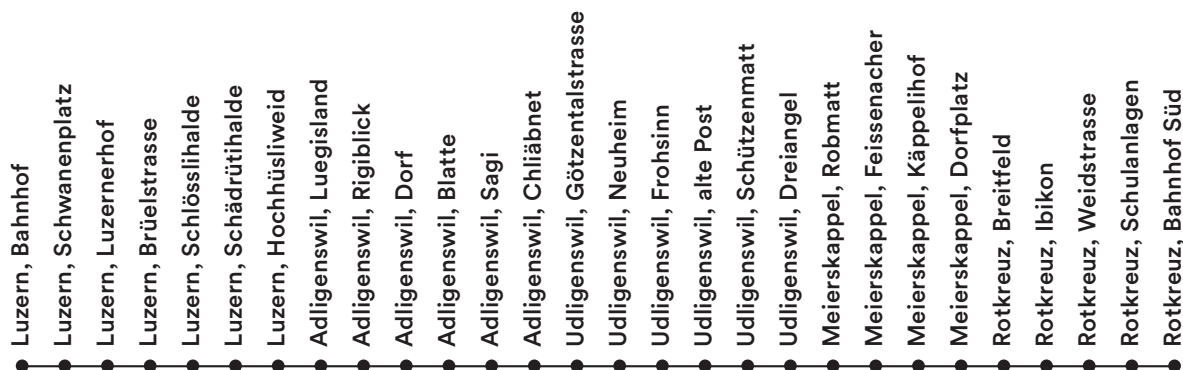 Luzern, Bahnhof
Luzern, Schwanenplatz
Luzern, Luzernerhof
Luzern, Brüelstrasse
Luzern, Schlösslihalde
Luzern, Schädrütihalde
Luzern, Hochhüsliweid
Adligenswil, Luegisland
Adligenswil, Rigiblick
Adligenswil, Dorf
Adligenswil, Blatte
Adligenswil, Sagi
Adligenswil, Chliäbnet
Udligenswil, Götzentalstrasse
Udligenswil, Neuheim
Udligenswil, Frohsinn
Udligenswil, alte Post
Udligenswil, Schützenmatt
Udligenswil, Dreiangel
Meierskappel, Robmatt
Meierskappel, Feissenacher
Meierskappel, Käppelihof
Meierskappel, Dorfplatz
Rotkreuz, Breitfeld
Rotkreuz, Ibikon
Rotkreuz, Weidstrasse
Rotkreuz, Schulanlagen
Rotkreuz, Bahnhof Süd